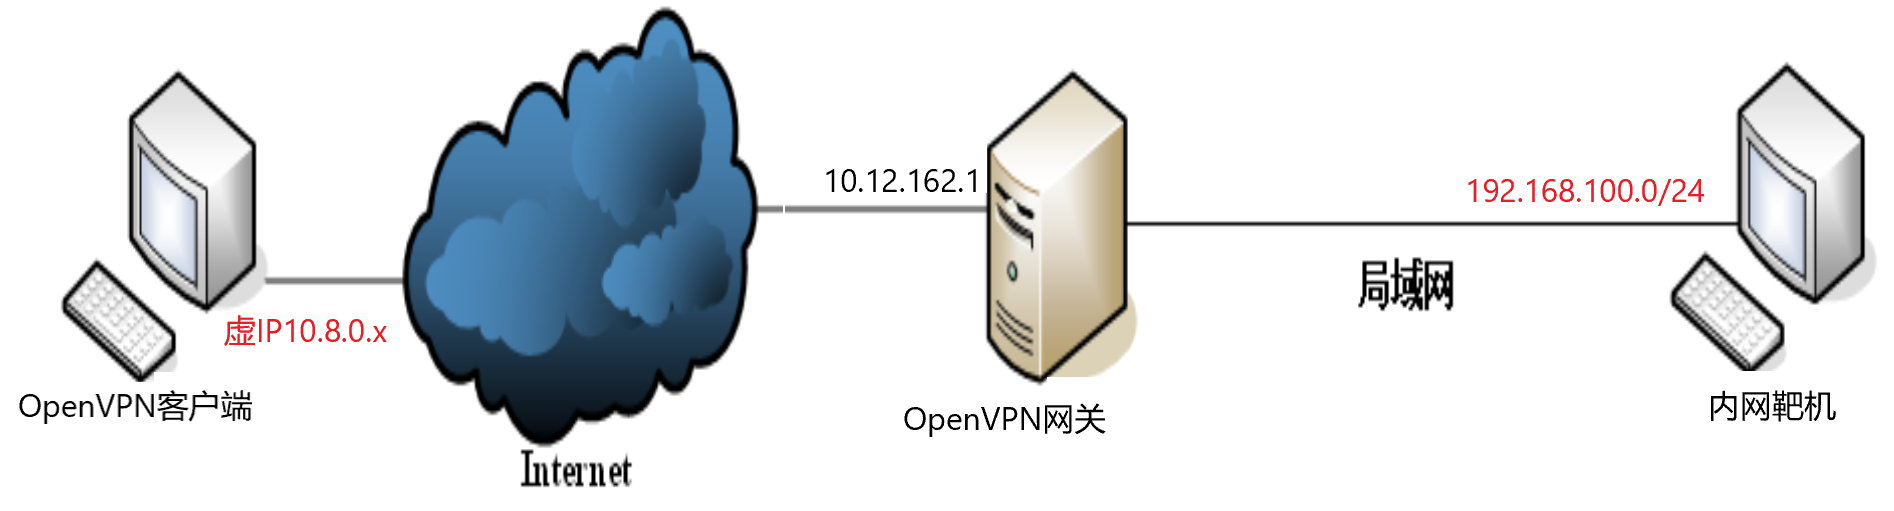 10.12.162.1
192.168.100.0/24
局域网
虚IP10.8.0.x
OpenVPN客户端
OpenVPN网关
内网靶机
Internet